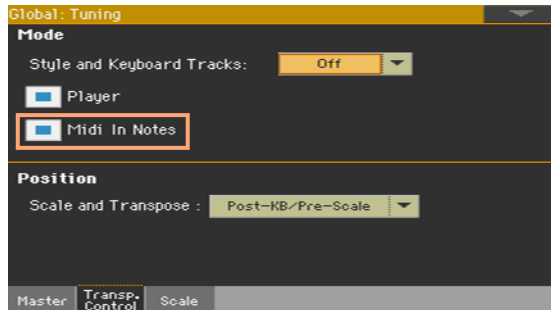 Global: Tuning
Mode
Style and Keyboard Tracks: Off
Player
Midi In Notes
Position
Scale and Transpose : Post-KB/Pre-Scale
Master Transp. Control Scale